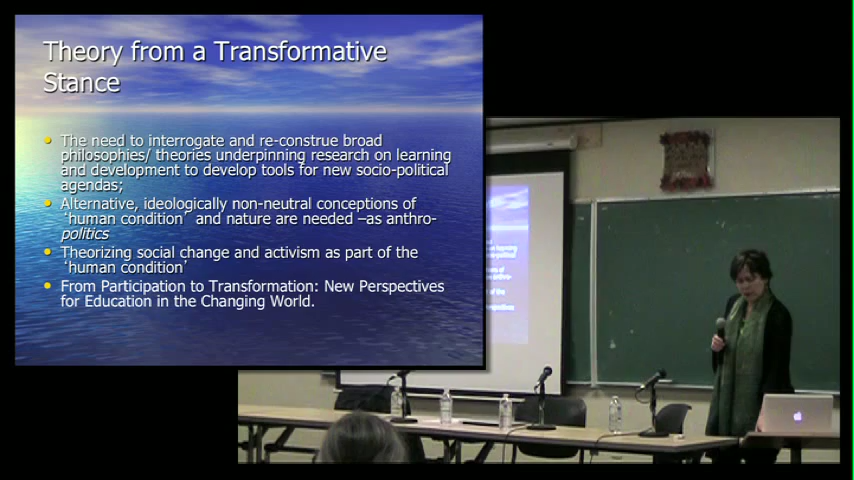 Theory from a Transformative
Stance
The need to interrogate and re-construe broad
philosophies/ theories underpinning research on learning
and development to develop tools for new socio-political
agendas;
Alternative, ideologically non-neutral conceptions of
‘human condition’ and nature are needed –as anthro-
politics
Theorizing social change and activism as part of the
‘human condition’
From Participation to Transformation: New Perspectives
for Education in the Changing World.